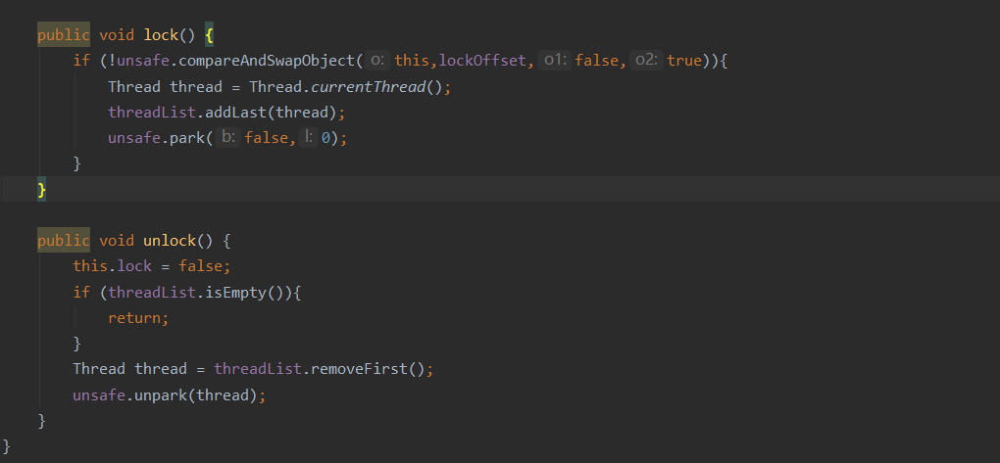 public void lock() {
if (!unsafe.compareAndSwapObject( o: this,lockOffset, o1: false, o2: true)){
Thread thread = Thread.currentThread();
threadList.addLast(thread);
unsafe.park( b: false, l: 0);
}
}
public void unlock() {
this.lock = false;
if (threadList.isEmpty()){
return;
}
Thread thread = threadList.removeFirst();
unsafe.unpark(thread);
}
}